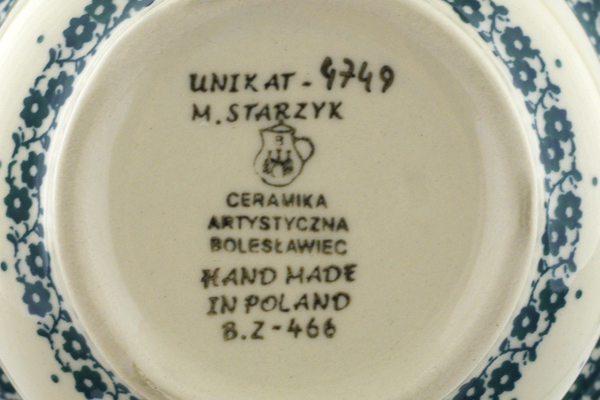 UNIKAT - 4749
M. STARZYK
CERAMIKA
ARTYSTYCZNA
BOLESŁAWIEC
HAND MADE
IN POLAND
B.Z - 466